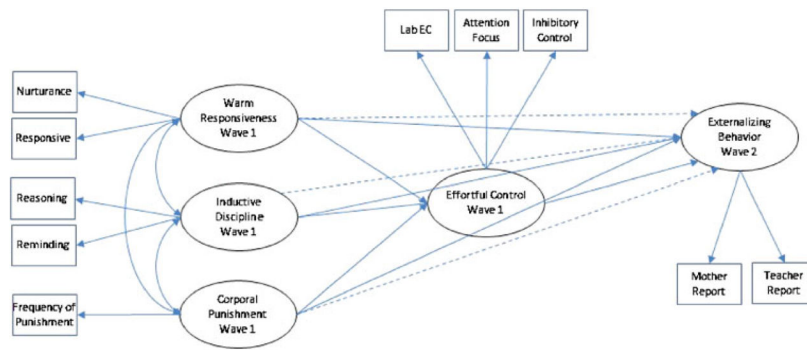 Lab EC
Attention
Focus
Inhibitory
Control
Nurturance
Responsive
Warm
Responsiveness
Wave 1
Externalizing
Behavior
Wave 2
Reasoning
Reminding
Inductive
Discipline
Wave 1
Effortful Control
Wave 1
Frequency of
Punishment
Corporal
Punishment
Wave 1
Mother
Report
Teacher
Report